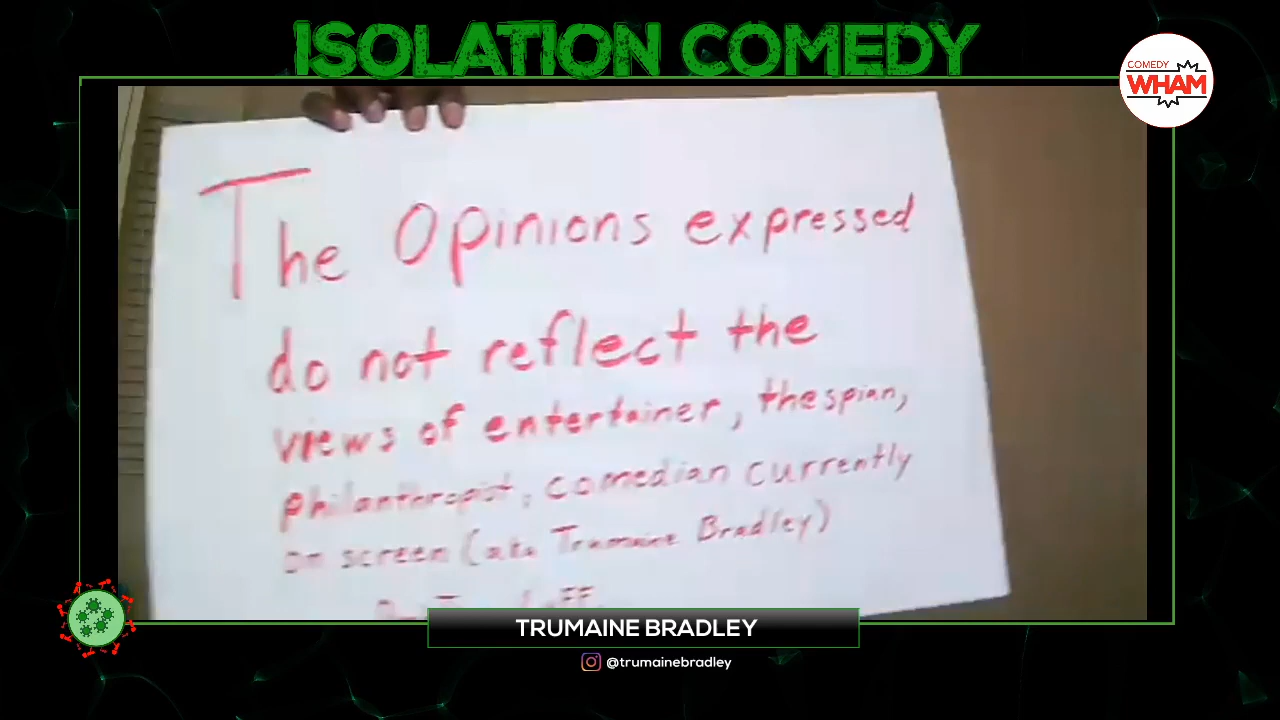 ISOLATION COMEDY
COMEDY
WHAM
The Opinions expressed
do not reflect the
views of entertainer, thespian,
philanthropist, comedian currently
on screen (aka Trumaine Bradley)
TRUMAINE BRADLEY
@trumainebradley